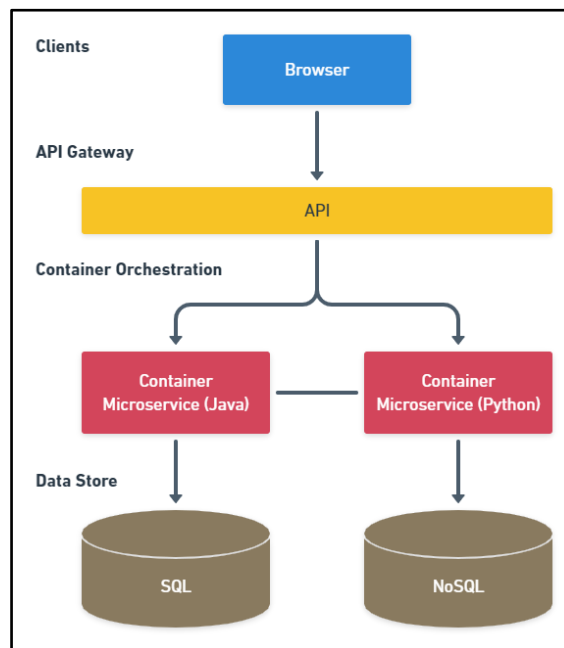 Clients
Browser
API Gateway
API
Container Orchestration
Container
Microservice (Java)
Container
Microservice (Python)
Data Store
SQL
NoSQL